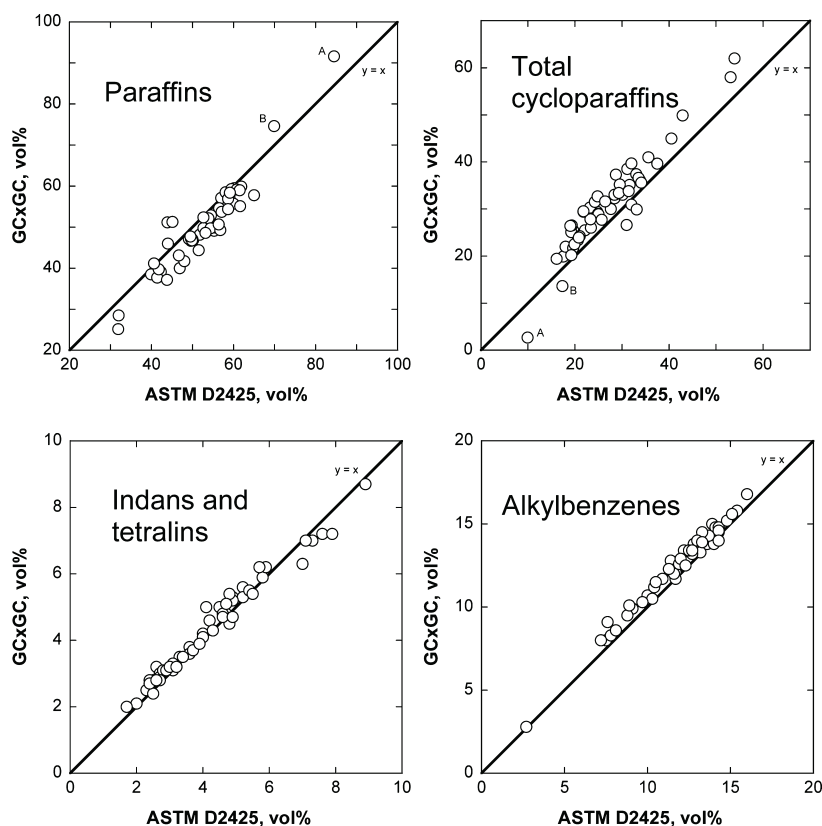 100
80
60
40
20
20
40
60
80
100
GCxGC, vol%
ASTM D2425, vol%
Paraffins
A
B
y = x
60
40
20
0
0
20
40
60
GCxGC, vol%
ASTM D2425, vol%
Total
cycloparaffins
y = x
B
A
10
8
6
4
2
0
0
2
4
6
8
10
GCxGC, vol%
ASTM D2425, vol%
Indans and
tetralins
y = x
20
15
10
5
0
0
5
10
15
20
GCxGC, vol%
ASTM D2425, vol%
Alkylbenzenes
y = x